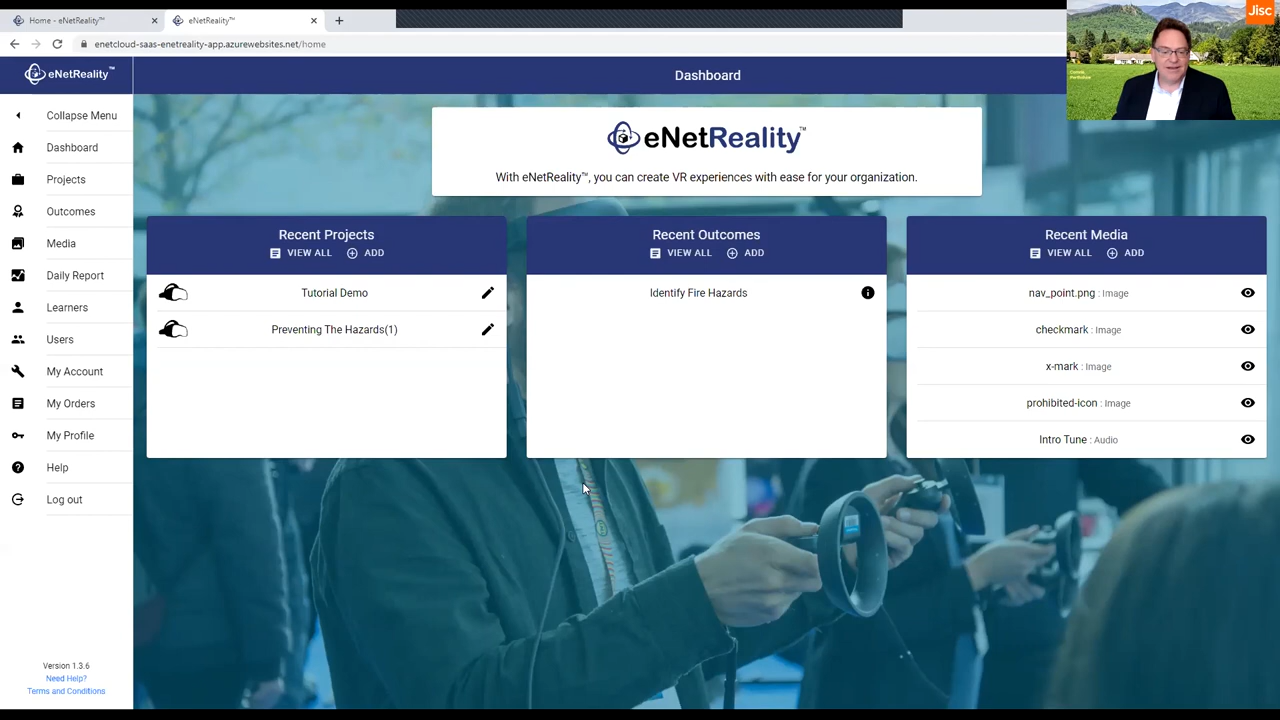 Home - eNetReality™
eNetReality™
enetcloud-saas-enetreality-app.azurewebsites.net/home
Jisc
eNetReality™
Dashboard
Collapse Menu
Dashboard
Projects
Outcomes
Media
Daily Report
Learners
Users
My Account
My Orders
My Profile
Help
Log out
Version 1.3.6
Need Help?
Terms and Conditions
eNetReality™
With eNetReality™, you can create VR experiences with ease for your organization.
Recent Projects
VIEW ALL ADD
Tutorial Demo
Preventing The Hazards(1)
Recent Outcomes
VIEW ALL ADD
Identify Fire Hazards
Recent Media
VIEW ALL ADD
nav_point.png : Image
checkmark : Image
x-mark : Image
prohibited-icon : Image
Intro Tune : Audio